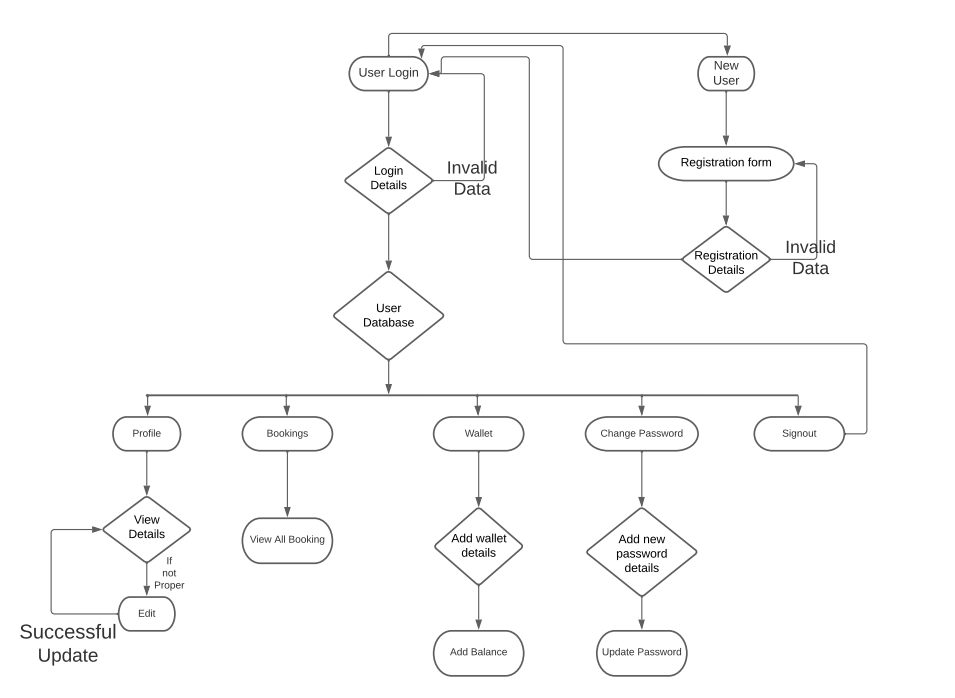 User Login
New
User
Login
Details
Invalid
Data
Registration form
Registration
Details
Invalid
Data
User
Database
Profile
Bookings
Wallet
Change Password
Signout
View
Details
View All Booking
Add wallet
details
Add new
password
details
If
not
Proper
Edit
Successful
Update
Add Balance
Update Password